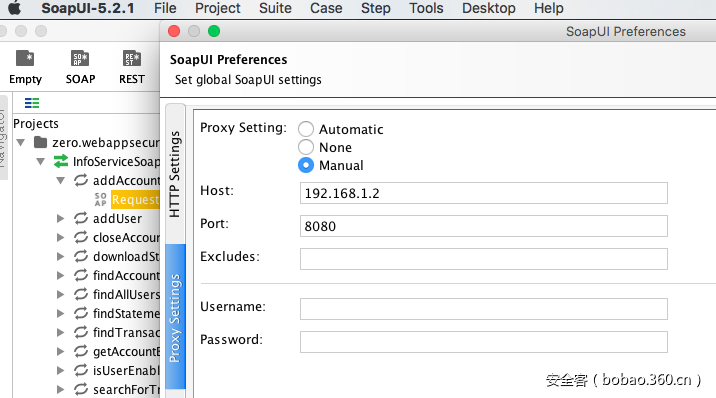 SoapUI-5.2.1 File Project Suite Case Step Tools Desktop Help
SoapUI Preferences
Empty SOAP REST
SoapUI Preferences
Set global SoapUI settings
Navigator
Projects
zero.webappsecur
InfoServiceSoap
addAccount
Request
addUser
closeAccou
downloadSt
findAccount
findAllUsers
findStateme
findTransac
getAccountB
isUserEnabl
searchForTr
HTTP Settings
Proxy Settings
Proxy Setting: Automatic
None
Manual
Host: 192.168.1.2
Port: 8080
Excludes:
Username:
Password:
安全客（bobao.360.cn）